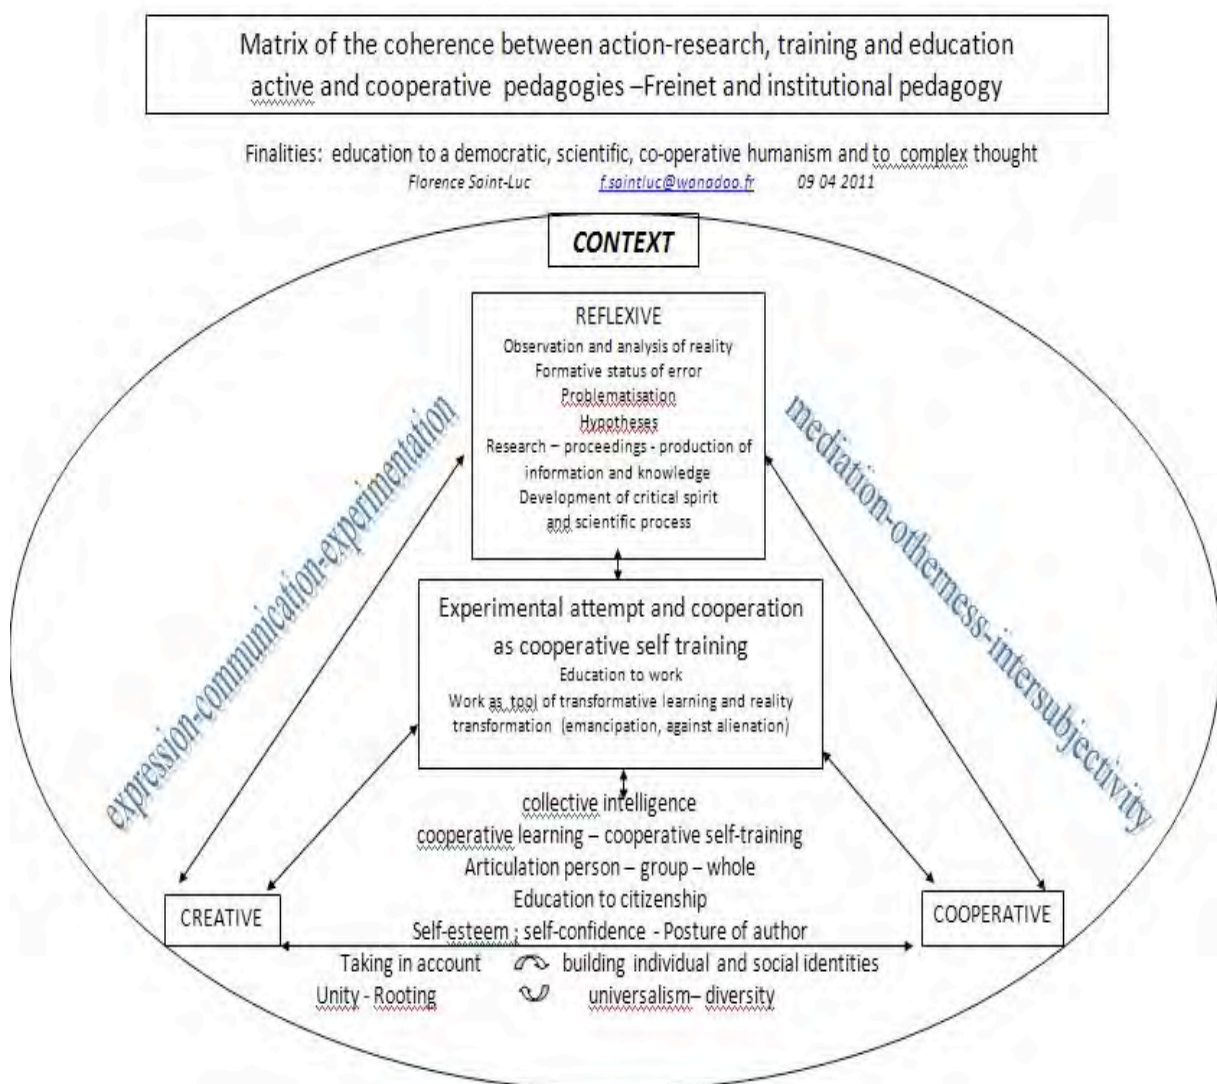 Matrix of the coherence between action-research, training and education
active and cooperative pedagogies –Freinet and institutional pedagogy
Finalities: education to a democratic, scientific, co-operative humanism and to complex thought
Florence Saint-Luc f.saintluc@wanadoo.fr 09 04 2011
CONTEXT
REFLEXIVE
Observation and analysis of reality
Formative status of error
Problematisation
Hypotheses
Research – proceedings - production of
information and knowledge
Development of critical spirit
and scientific process
expression-communication-experimentation
mediation-otherness-intersubjectivity
Experimental attempt and cooperation
as cooperative self training
Education to work
Work as tool of transformative learning and reality
transformation (emancipation, against alienation)
collective intelligence
cooperative learning – cooperative self-training
Articulation person – group – whole
Education to citizenship
CREATIVE
COOPERATIVE
Self-esteem ; self-confidence - Posture of author
Taking in account building individual and social identities
Unity - Rooting universalism– diversity